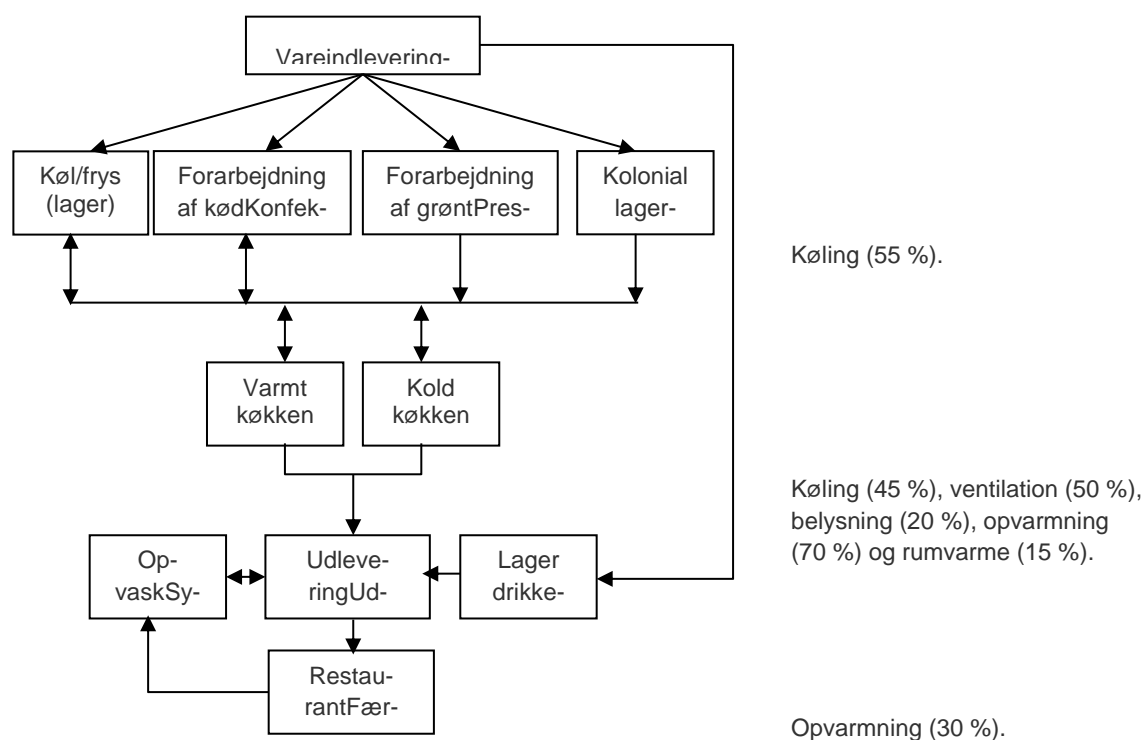 Vareindlevering-
Køl/frys
(lager)
Forarbejdning
af kødKonfek-
Forarbejdning
af grøntPres-
Kolonial
lager-
Køling (55 %).
Varmt
køkken
Kold
køkken
Køling (45 %), ventilation (50 %),
belysning (20 %), opvarmning
(70 %) og rumvarme (15 %).
Op-
vaskSy-
Udleve-
ringUd-
Lager
drikke-
Restau-
rantFær-
Opvarmning (30 %).